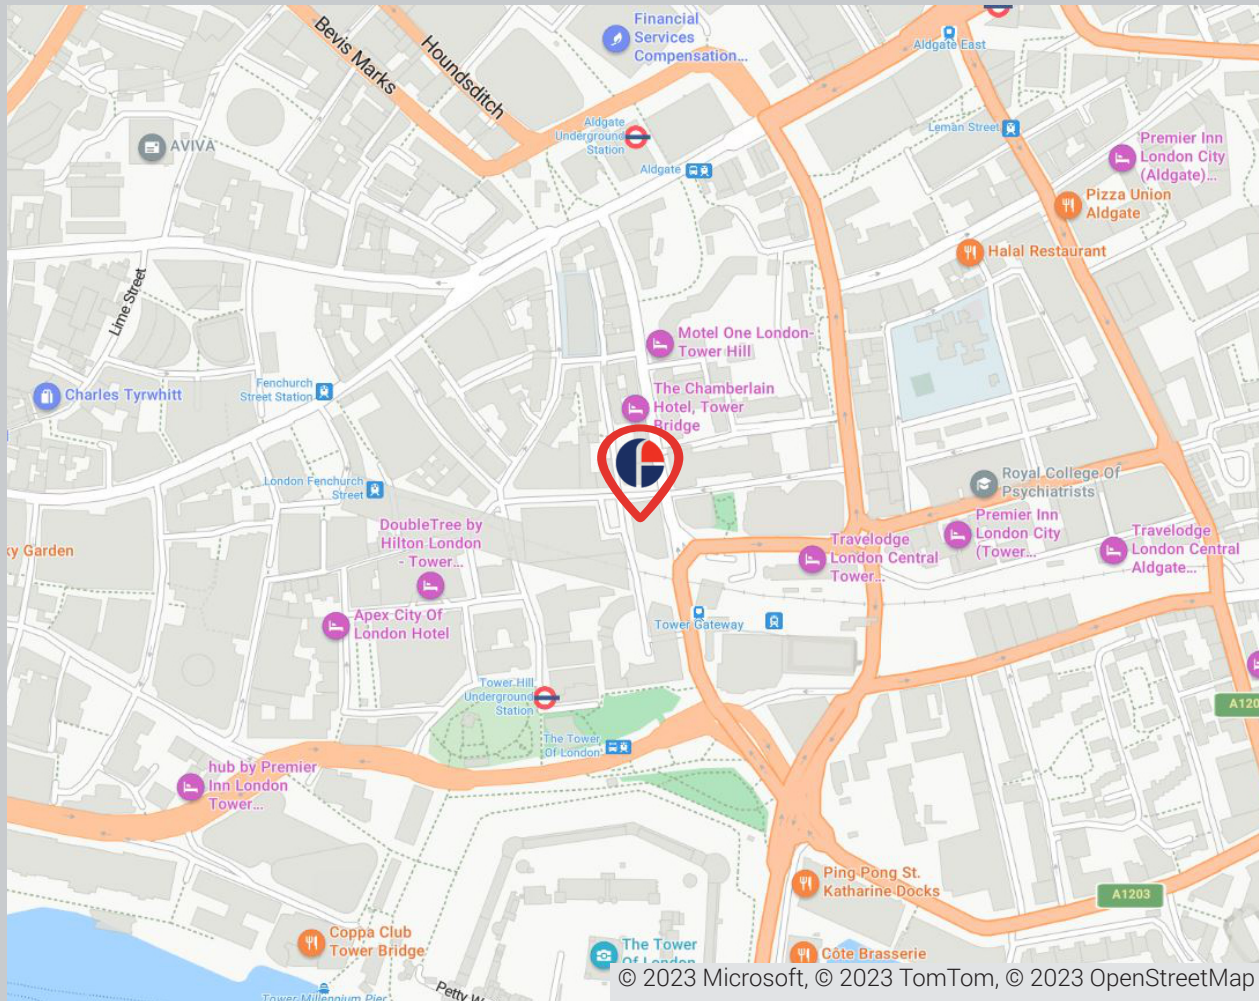 Financial
Services
Compensation...
Bevis Marks
Houndsditch
Aldgate East
Aldgate
Underground
Station
Leman Street
AVIVA
Aldgate
Premier Inn
London City
(Aldgate)...
Pizza Union
Aldgate
Halal Restaurant
Lime Street
Motel One London-
Tower Hill
Fenchurch
Street Station
Charles Tyrwhitt
The Chamberlain
Hotel, Tower
Bridge
London Fenchurch
Street
Royal College Of
Psychiatrists
DoubleTree by
Hilton London
- Tower...
Premier Inn
London City
(Tower...
Travelodge
London Central
Tower...
Travelodge
London Central
Aldgate...
ky Garden
Apex City Of
London Hotel
Tower Gateway
Tower Hill
Underground
Station
A120
The Tower
Of London
hub by Premier
Inn London
Tower...
Ping Pong St.
Katharine Docks
A1203
Coppa Club
Tower Bridge
The Tower
Of London
Côte Brasserie
© 2023 Microsoft, © 2023 TomTom, © 2023 OpenStreetMap
Tower Millennium Pier
Petty W